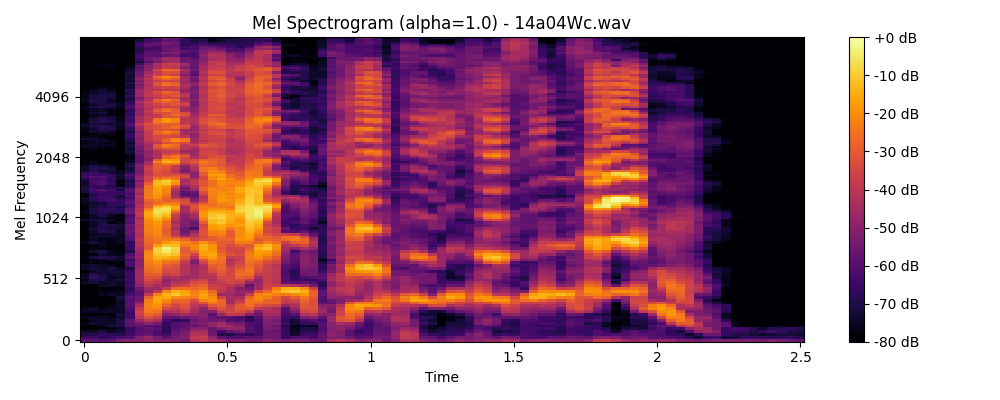 Mel Spectrogram (alpha=1.0) - 14a04Wc.wav
Mel Frequency
4096
2048
1024
512
0
0
0.5
1
1.5
2
2.5
Time
+0 dB
-10 dB
-20 dB
-30 dB
-40 dB
-50 dB
-60 dB
-70 dB
-80 dB